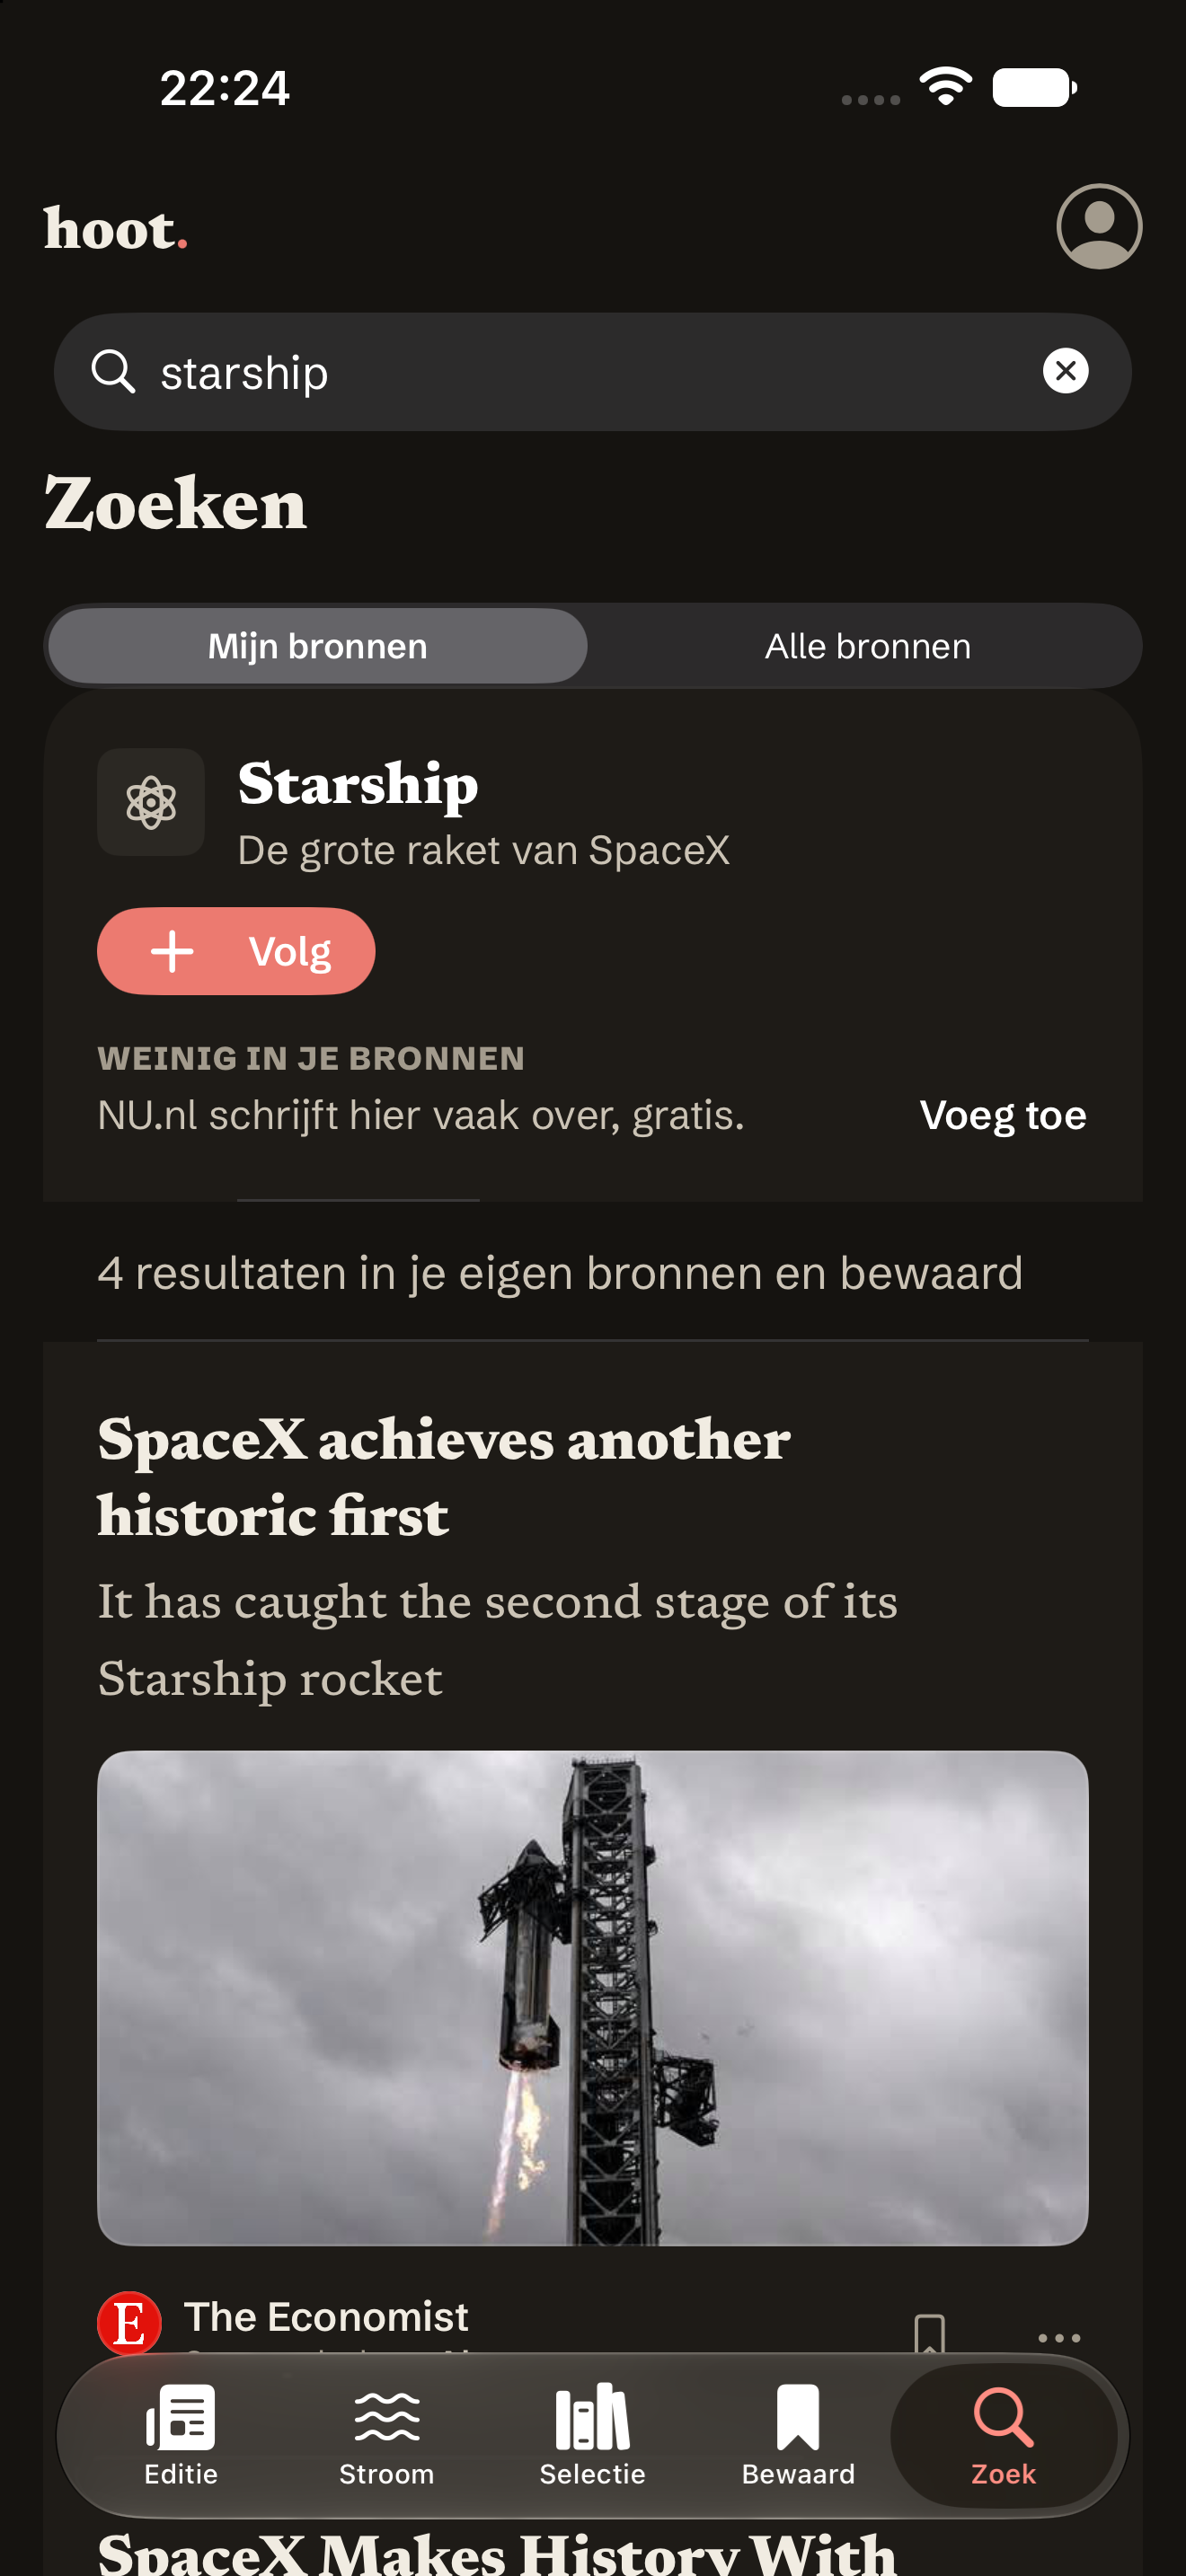 22:24
hoot.
starship
Zoeken
Mijn bronnen
Alle bronnen
Starship
De grote raket van SpaceX
Volg
WEINIG IN JE BRONNEN
NU.nl schrijft hier vaak over, gratis.
Voeg toe
4 resultaten in je eigen bronnen en bewaard
SpaceX achieves another
historic first
It has caught the second stage of its
Starship rocket
E
The Economist
Editie
Stroom
Selectie
Bewaard
Zoek
SpaceX Makes History With